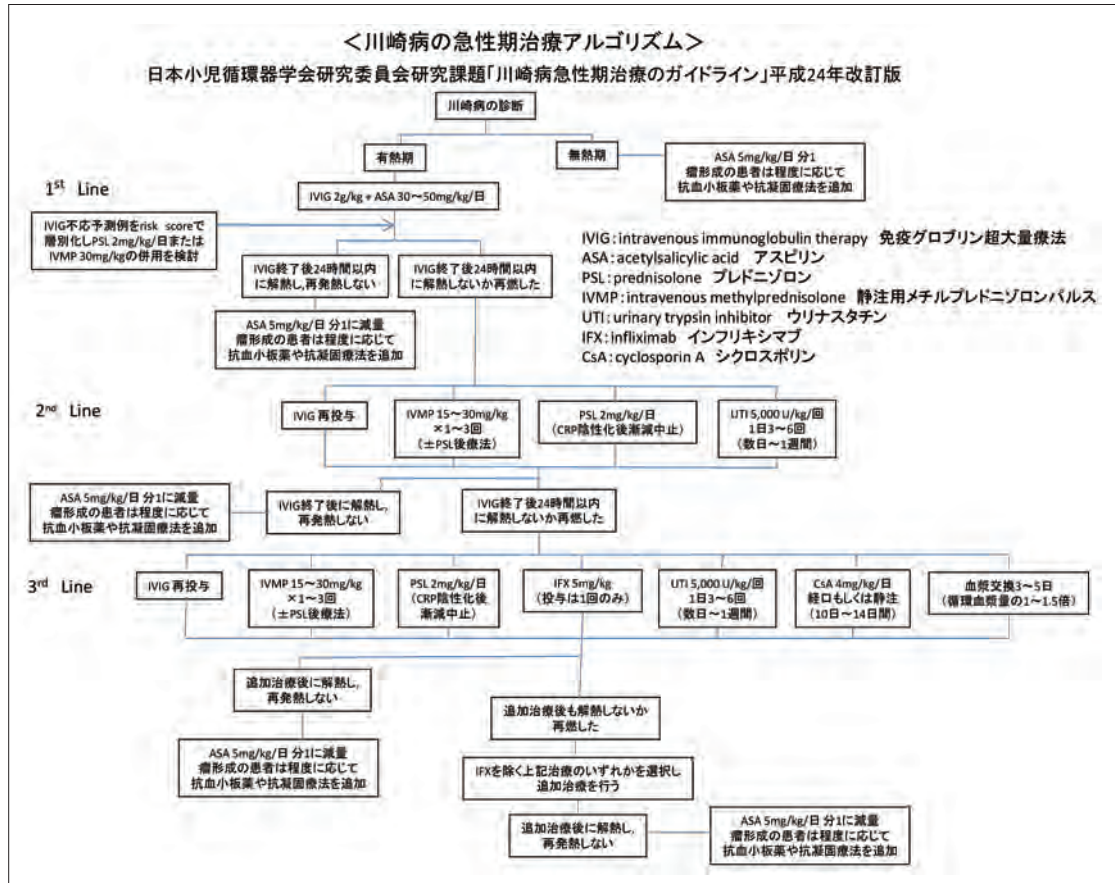 ＜川崎病の急性期治療アルゴリズム＞
日本小児循環器学会研究委員会研究課題「川崎病急性期治療のガイドライン」平成24年改訂版
川崎病の診断
有熱期
無熱期
ASA 5mg/kg/日 分1
瘤形成の患者は程度に応じて
抗血小板薬や抗凝固療法を追加
1st Line
IVIG 2g/kg + ASA 30～50mg/kg/日
IVIG不応予測例をrisk scoreで
層別化しPSL 2mg/kg/日または
IVMP 30mg/kgの併用を検討
IVIG終了後24時間以内
に解熱し,再発熱しない
IVIG終了後24時間以内
に解熱しないか再燃した
ASA 5mg/kg/日 分1に減量
瘤形成の患者は程度に応じて
抗血小板薬や抗凝固療法を追加
IVIG：intravenous immunoglobulin therapy 免疫グロブリン超大量療法
ASA：acetylsalicylic acid アスピリン
PSL：prednisolone プレドニゾロン
IVMP：intravenous methylprednisolone 静注用メチルプレドニゾロンパルス
UTI：urinary trypsin inhibitor ウリナスタチン
IFX：infliximab インフリキシマブ
CsA：cyclosporin A シクロスポリン
2nd Line
IVIG 再投与
IVMP 15～30mg/kg
×1～3回
（±PSL後療法）
PSL 2mg/kg/日
（CRP陰性化後漸減中止）
UTI 5,000 U/kg/回
1日3～6回
（数日～1週間）
ASA 5mg/kg/日 分1に減量
瘤形成の患者は程度に応じて
抗血小板薬や抗凝固療法を追加
IVIG終了後に解熱し,
再発熱しない
IVIG終了後24時間以内
に解熱しないか再燃した
3rd Line
IVIG 再投与
IVMP 15～30mg/kg
×1～3回
（±PSL後療法）
PSL 2mg/kg/日
（CRP陰性化後
漸減中止）
IFX 5mg/kg
（投与は1回のみ）
UTI 5,000 U/kg/回
1日3～6回
（数日～1週間）
CsA 4mg/kg/日
経口もしくは静注
（10日～14日間）
血漿交換3～5日
（循環血漿量の1～1.5倍）
追加治療後に解熱し,
再発熱しない
ASA 5mg/kg/日 分1に減量
瘤形成の患者は程度に応じて
抗血小板薬や抗凝固療法を追加
追加治療後も解熱しないか
再燃した
IFXを除く上記治療のいずれかを選択し
追加治療を行う
追加治療後に解熱し,
再発熱しない
ASA 5mg/kg/日 分1に減量
瘤形成の患者は程度に応じて
抗血小板薬や抗凝固療法を追加